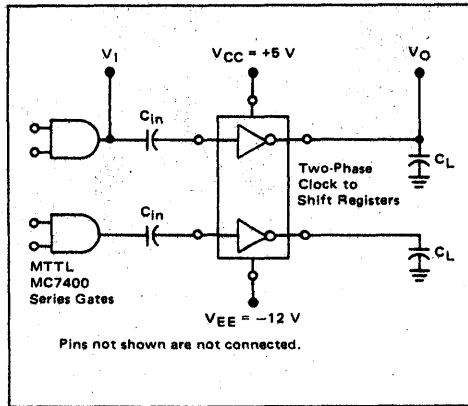 V_I
V_CC = +5 V
V_O
C_in
Two-Phase
Clock to
Shift Registers
C_L
C_in
C_L
MTTL
MC7400
Series Gates
V_EE = −12 V
Pins not shown are not connected.